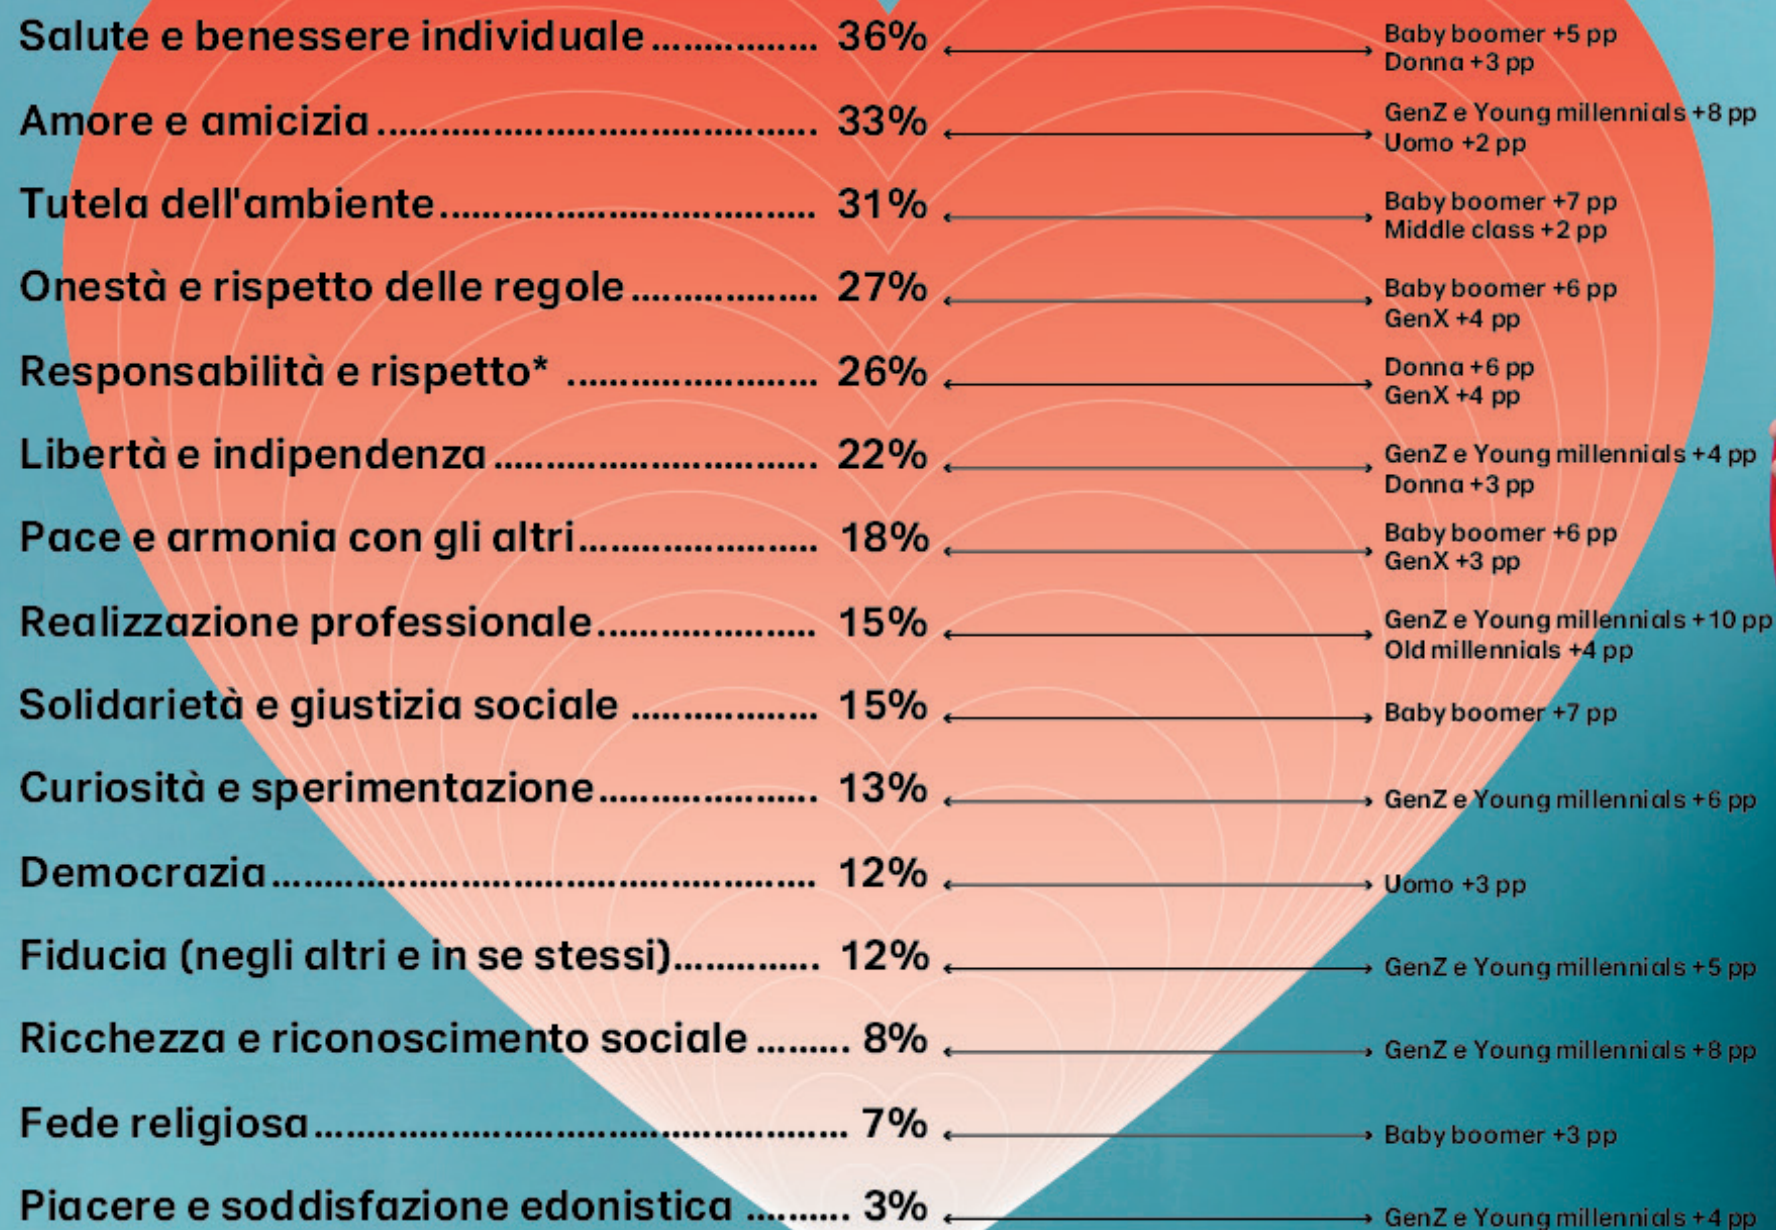 Salute e benessere individuale ................ 36%
Baby boomer +5 pp
Donna +3 pp
Amore e amicizia .......................................... 33%
GenZ e Young millennials +8 pp
Uomo +2 pp
Tutela dell'ambiente.................................... 31%
Baby boomer +7 pp
Middle class +2 pp
Onestà e rispetto delle regole .................. 27%
Baby boomer +6 pp
GenX +4 pp
Responsabilità e rispetto* ........................ 26%
Donna +6 pp
GenX +4 pp
Libertà e indipendenza ............................... 22%
GenZ e Young millennials +4 pp
Donna +3 pp
Pace e armonia con gli altri....................... 18%
Baby boomer +6 pp
GenX +3 pp
Realizzazione professionale..................... 15%
GenZ e Young millennials +10 pp
Old millennials +4 pp
Solidarietà e giustizia sociale .................. 15%
Baby boomer +7 pp
Curiosità e sperimentazione..................... 13%
GenZ e Young millennials +6 pp
Democrazia.................................................... 12%
Uomo +3 pp
Fiducia (negli altri e in se stessi).............. 12%
GenZ e Young millennials +5 pp
Ricchezza e riconoscimento sociale ......... 8%
GenZ e Young millennials +8 pp
Fede religiosa................................................... 7%
Baby boomer +3 pp
Piacere e soddisfazione edonistica .......... 3%
GenZ e Young millennials +4 pp